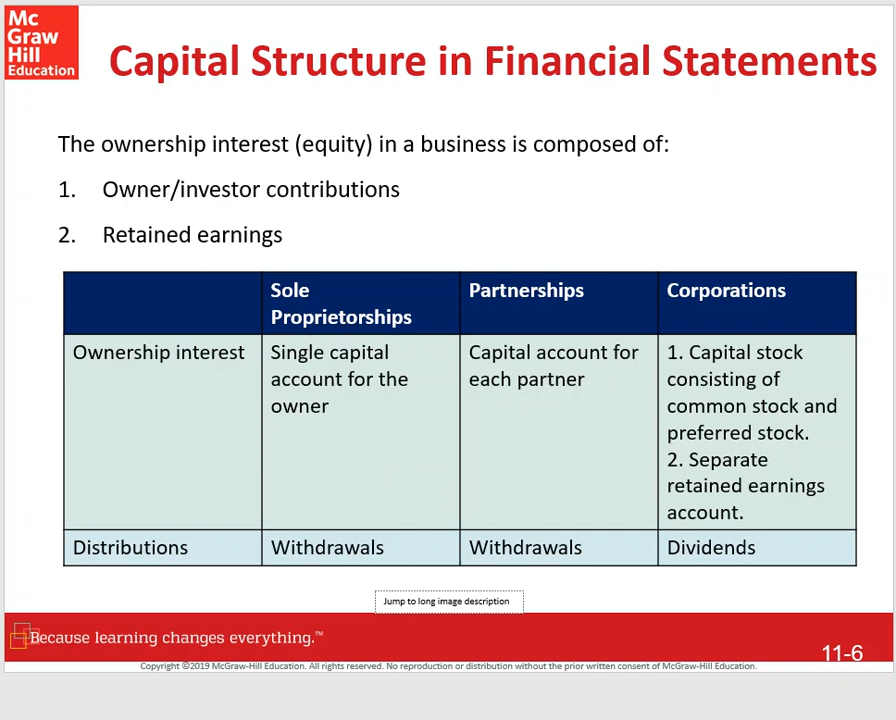 Mc
Graw
Hill
Education
Capital Structure in Financial Statements
The ownership interest (equity) in a business is composed of:
1. Owner/investor contributions
2. Retained earnings
Sole
Proprietorships
Partnerships
Corporations
Ownership interest
Single capital
account for the
owner
Capital account for
each partner
1. Capital stock
consisting of
common stock and
preferred stock.
2. Separate
retained earnings
account.
Distributions
Withdrawals
Withdrawals
Dividends
Jump to long image description
Because learning changes everything.™
11-6
Copyright ©2019 McGraw-Hill Education. All rights reserved. No reproduction or distribution without the prior written consent of McGraw-Hill Education.